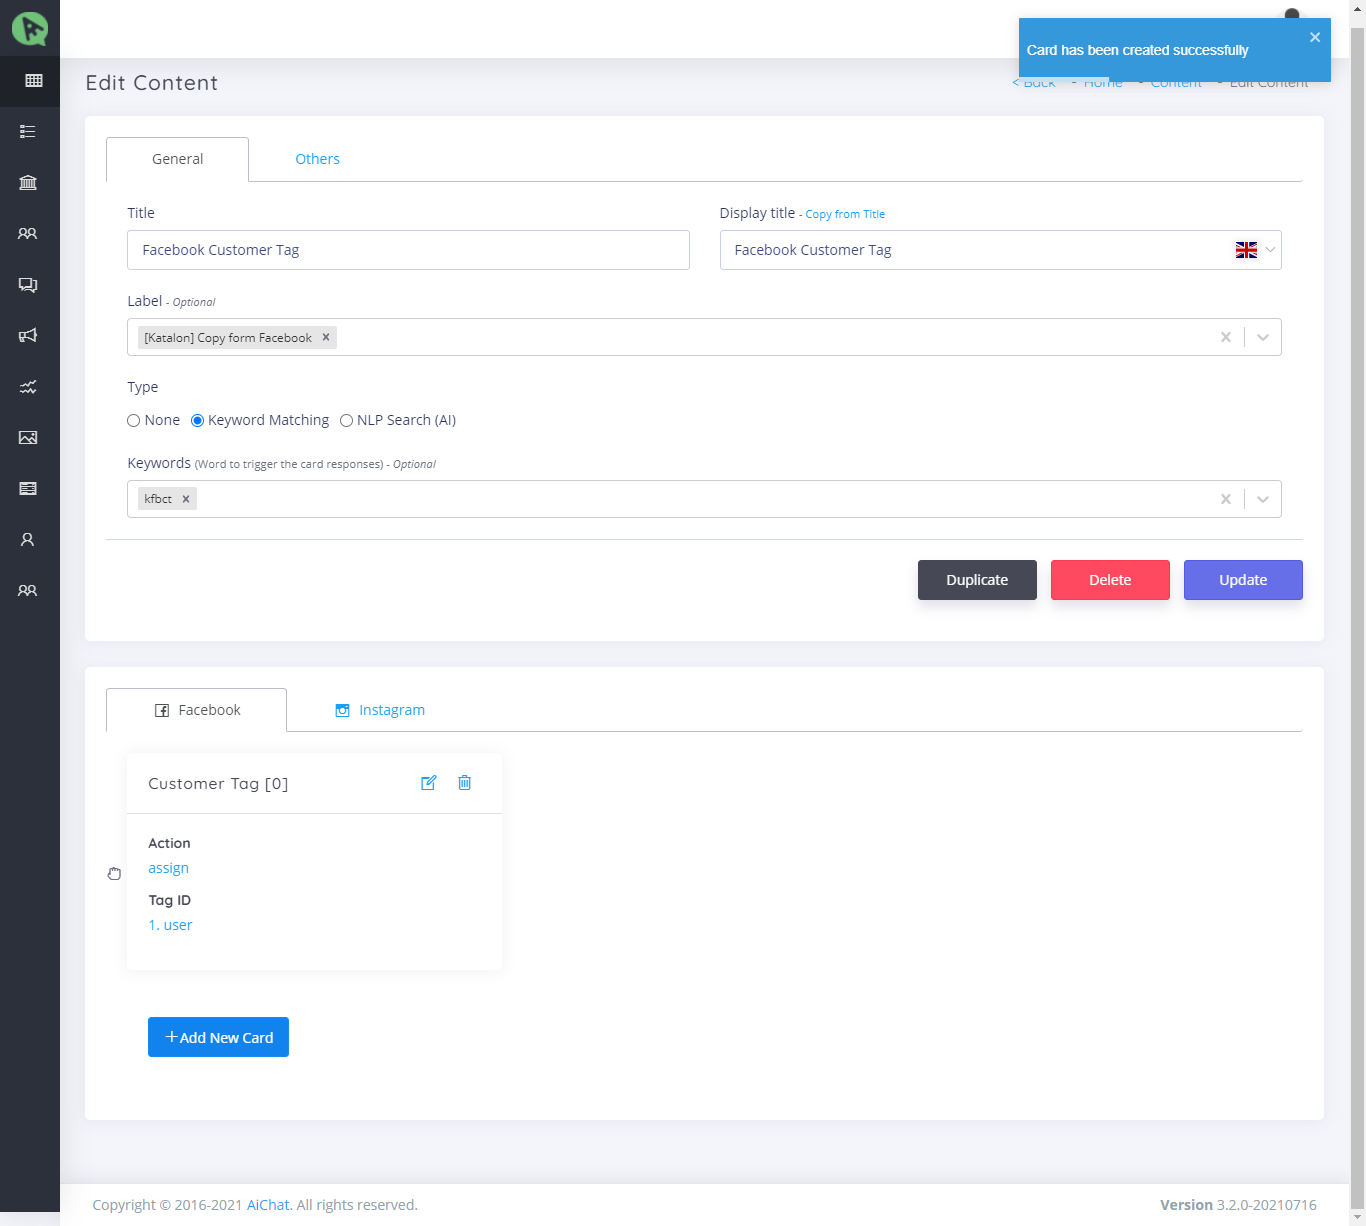 Card has been created successfully
Edit Content
< Back - Home - Content - Edit Content
General
Others
Title
Display title - Copy from Title
Facebook Customer Tag
Facebook Customer Tag
Label - Optional
[Katalon] Copy form Facebook
Type
None Keyword Matching NLP Search (AI)
Keywords (Word to trigger the card responses) - Optional
kfbct
Duplicate
Delete
Update
Facebook
Instagram
Customer Tag [0]
Action
assign
Tag ID
1. user
+Add New Card
Copyright © 2016-2021 AiChat. All rights reserved.
Version 3.2.0-20210716